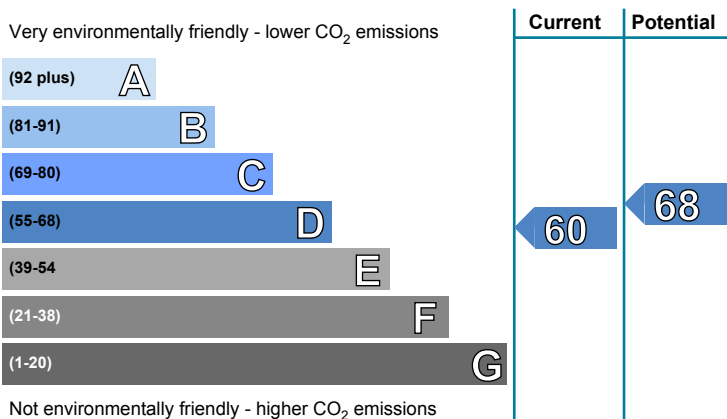 Current Potential
Very environmentally friendly - lower CO2 emissions
(92 plus) A
(81-91) B
(69-80) C
(55-68) D
(39-54 E
(21-38) F
(1-20) G
60
68
Not environmentally friendly - higher CO2 emissions